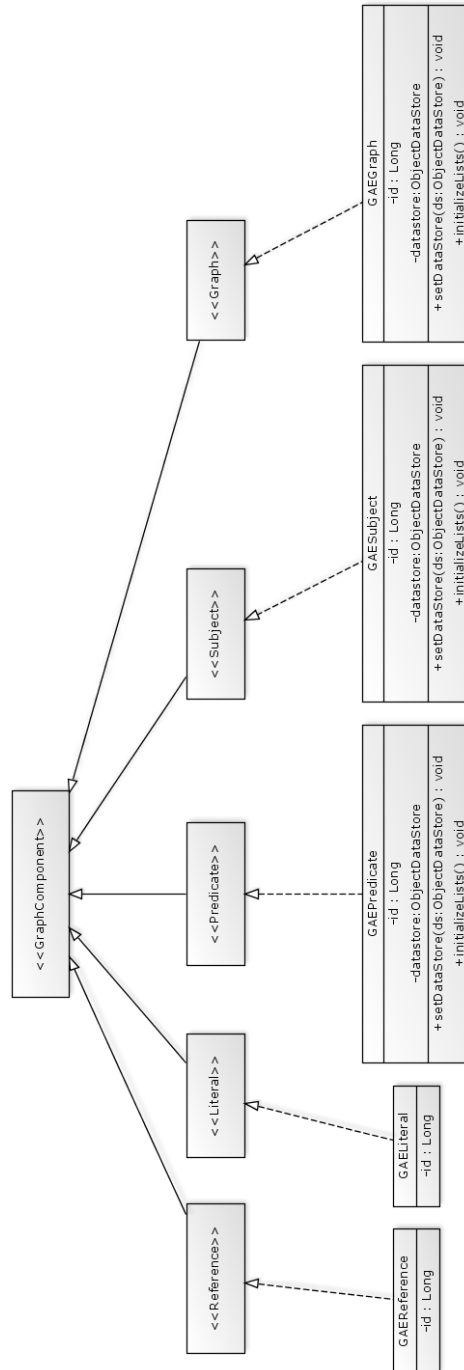 <<GraphComponent>>
<<Reference>>
<<Literal>>
<<Predicate>>
<<Subject>>
<<Graph>>
GAEReference
-id : Long
GAELiteral
-id : Long
GAEPredicate
-id : Long
-datastore:ObjectDataStore
+setDataStore(ds:ObjectDataStore) : void
+initializeLists() : void
GAESubject
-id : Long
-datastore:ObjectDataStore
+setDataStore(ds:ObjectDataStore) : void
+initializeLists() : void
GAEGraph
-id : Long
-datastore:ObjectDataStore
+setDataStore(ds:ObjectDataStore) : void
+initializeLists() : void